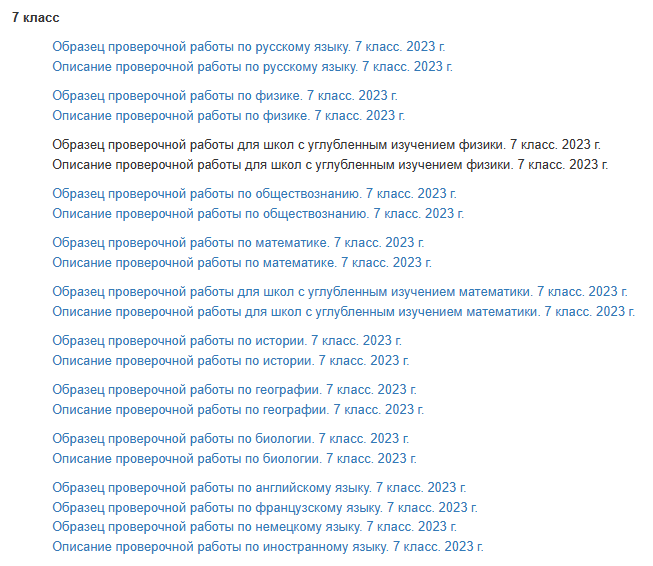 7 класс
Образец проверочной работы по русскому языку. 7 класс. 2023 г.
Описание проверочной работы по русскому языку. 7 класс. 2023 г.
Образец проверочной работы по физике. 7 класс. 2023 г.
Описание проверочной работы по физике. 7 класс. 2023 г.
Образец проверочной работы для школ с углубленным изучением физики. 7 класс. 2023 г.
Описание проверочной работы для школ с углубленным изучением физики. 7 класс. 2023 г.
Образец проверочной работы по обществознанию. 7 класс. 2023 г.
Описание проверочной работы по обществознанию. 7 класс. 2023 г.
Образец проверочной работы по математике. 7 класс. 2023 г.
Описание проверочной работы по математике. 7 класс. 2023 г.
Образец проверочной работы для школ с углубленным изучением математики. 7 класс. 2023 г.
Описание проверочной работы для школ с углубленным изучением математики. 7 класс. 2023 г.
Образец проверочной работы по истории. 7 класс. 2023 г.
Описание проверочной работы по истории. 7 класс. 2023 г.
Образец проверочной работы по географии. 7 класс. 2023 г.
Описание проверочной работы по географии. 7 класс. 2023 г.
Образец проверочной работы по биологии. 7 класс. 2023 г.
Описание проверочной работы по биологии. 7 класс. 2023 г.
Образец проверочной работы по английскому языку. 7 класс. 2023 г.
Образец проверочной работы по французскому языку. 7 класс. 2023 г.
Образец проверочной работы по немецкому языку. 7 класс. 2023 г.
Описание проверочной работы по иностранному языку. 7 класс. 2023 г.